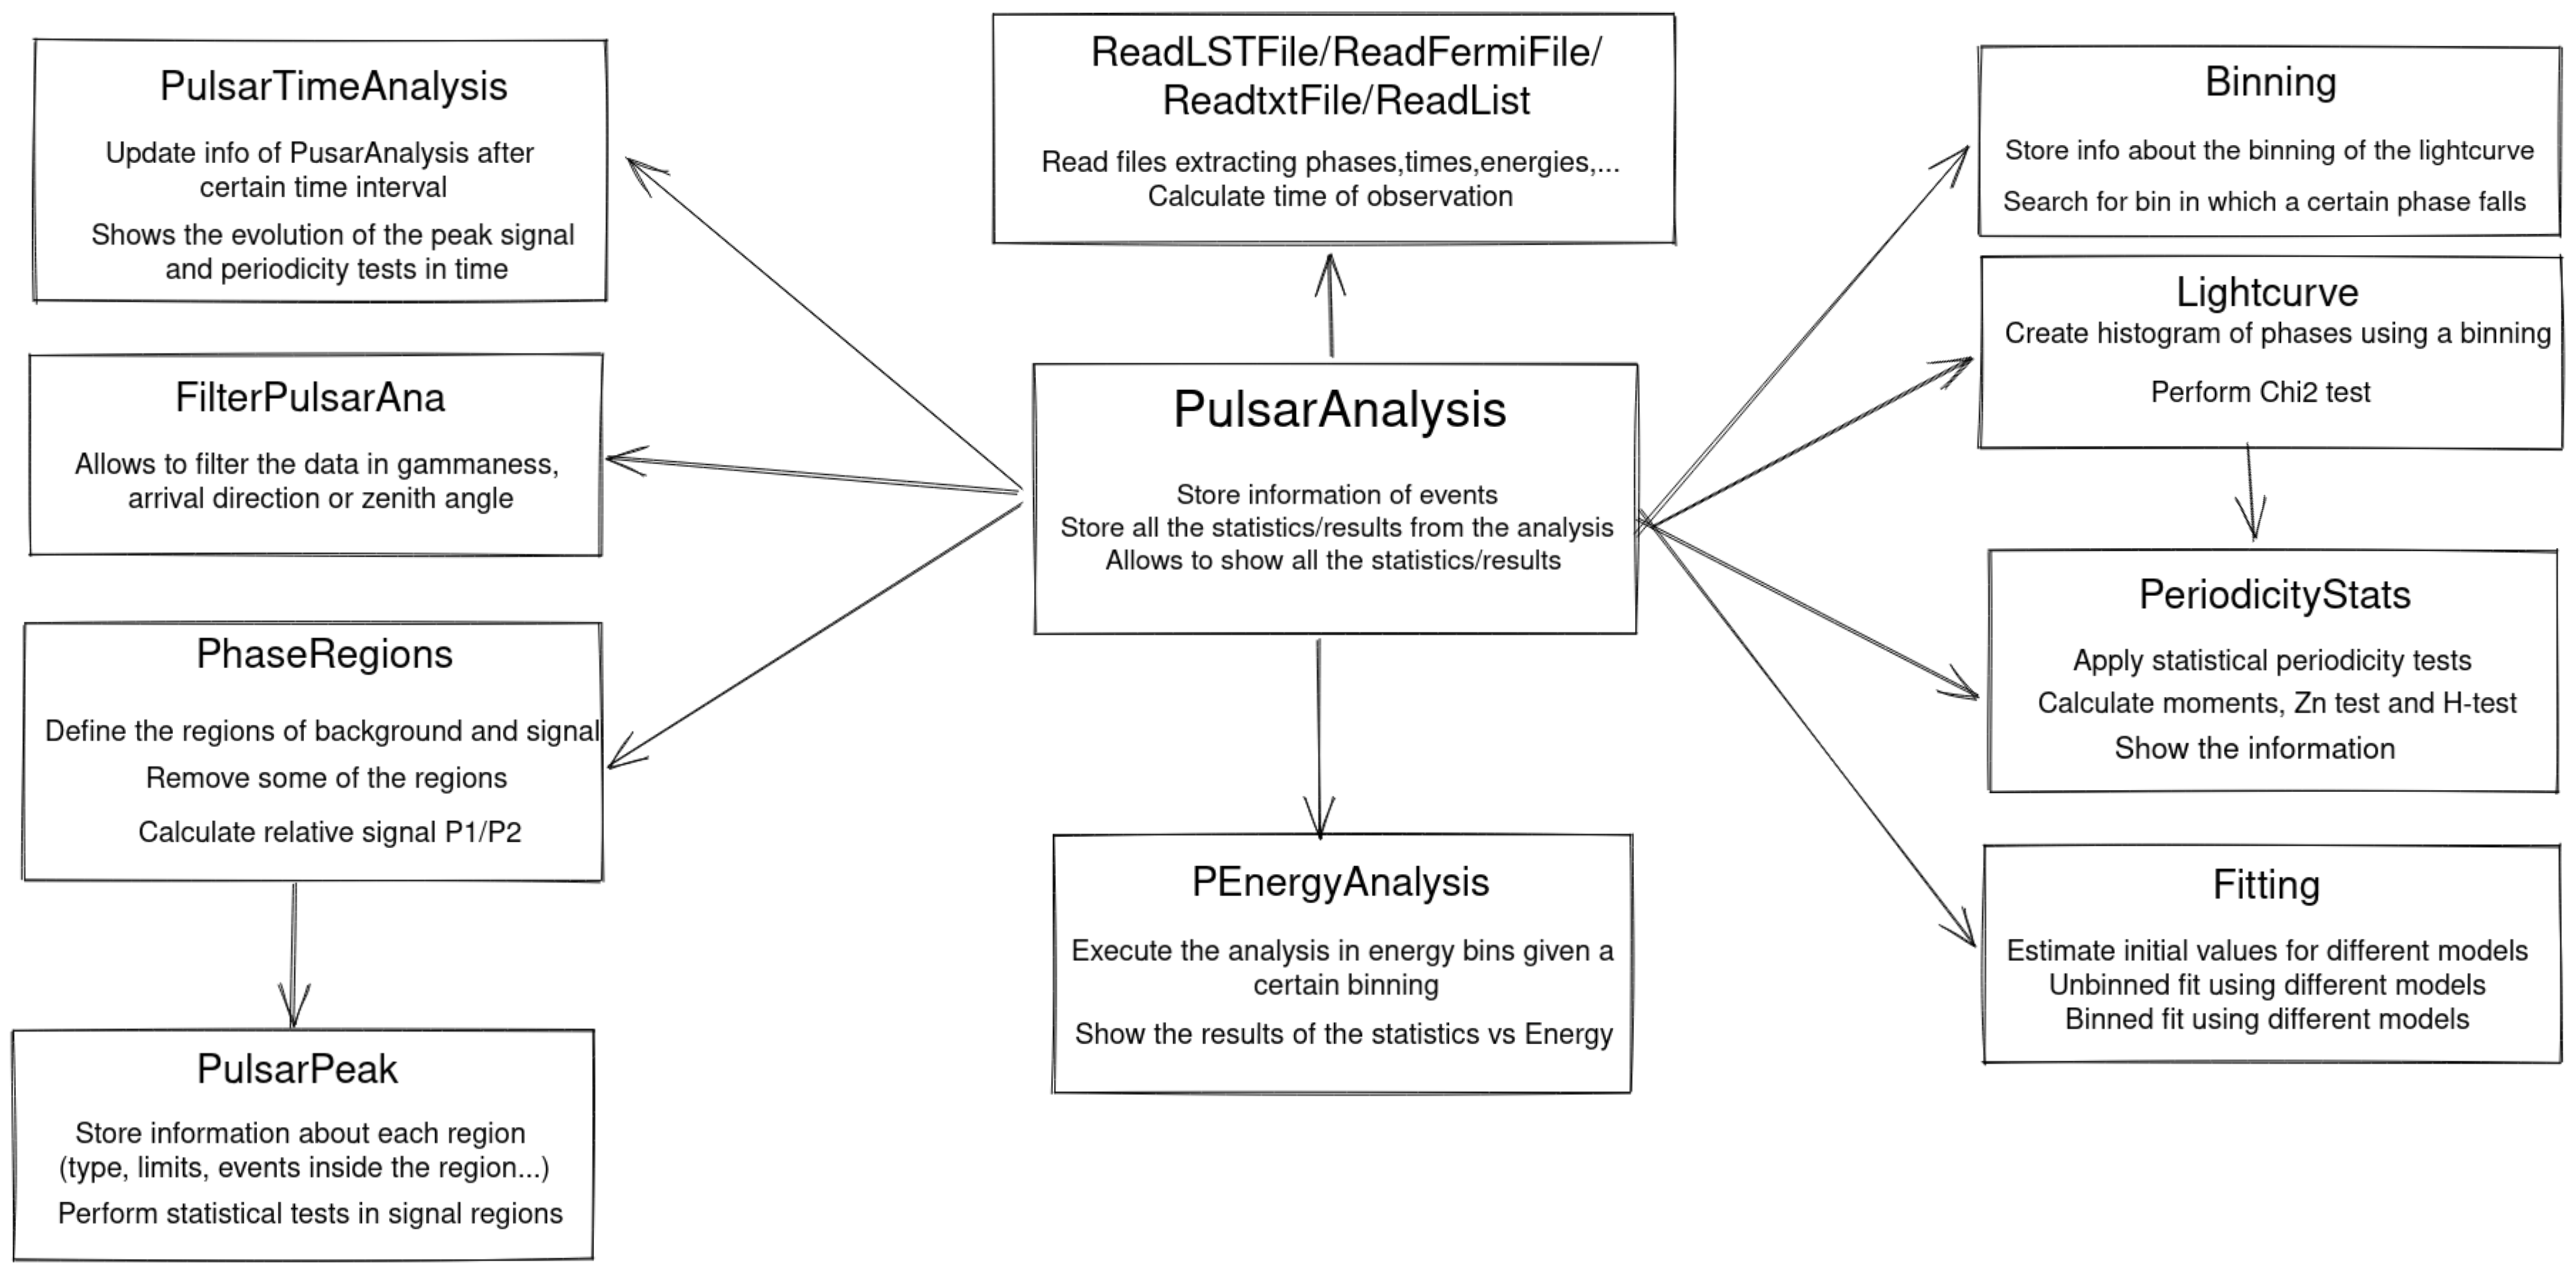 PulsarTimeAnalysis
Update info of PusarAnalysis after
certain time interval
Shows the evolution of the peak signal
and periodicity tests in time
FilterPulsarAna
Allows to filter the data in gammaness,
arrival direction or zenith angle
PhaseRegions
Define the regions of background and signal
Remove some of the regions
Calculate relative signal P1/P2
PulsarPeak
Store information about each region
(type, limits, events inside the region...)
Perform statistical tests in signal regions
ReadLSTFile/ReadFermiFile/
ReadtxtFile/ReadList
Read files extracting phases,times,energies,...
Calculate time of observation
PulsarAnalysis
Store information of events
Store all the statistics/results from the analysis
Allows to show all the statistics/results
PEnergyAnalysis
Execute the analysis in energy bins given a
certain binning
Show the results of the statistics vs Energy
Binning
Store info about the binning of the lightcurve
Search for bin in which a certain phase falls
Lightcurve
Create histogram of phases using a binning
Perform Chi2 test
PeriodicityStats
Apply statistical periodicity tests
Calculate moments, Zn test and H-test
Show the information
Fitting
Estimate initial values for different models
Unbinned fit using different models
Binned fit using different models